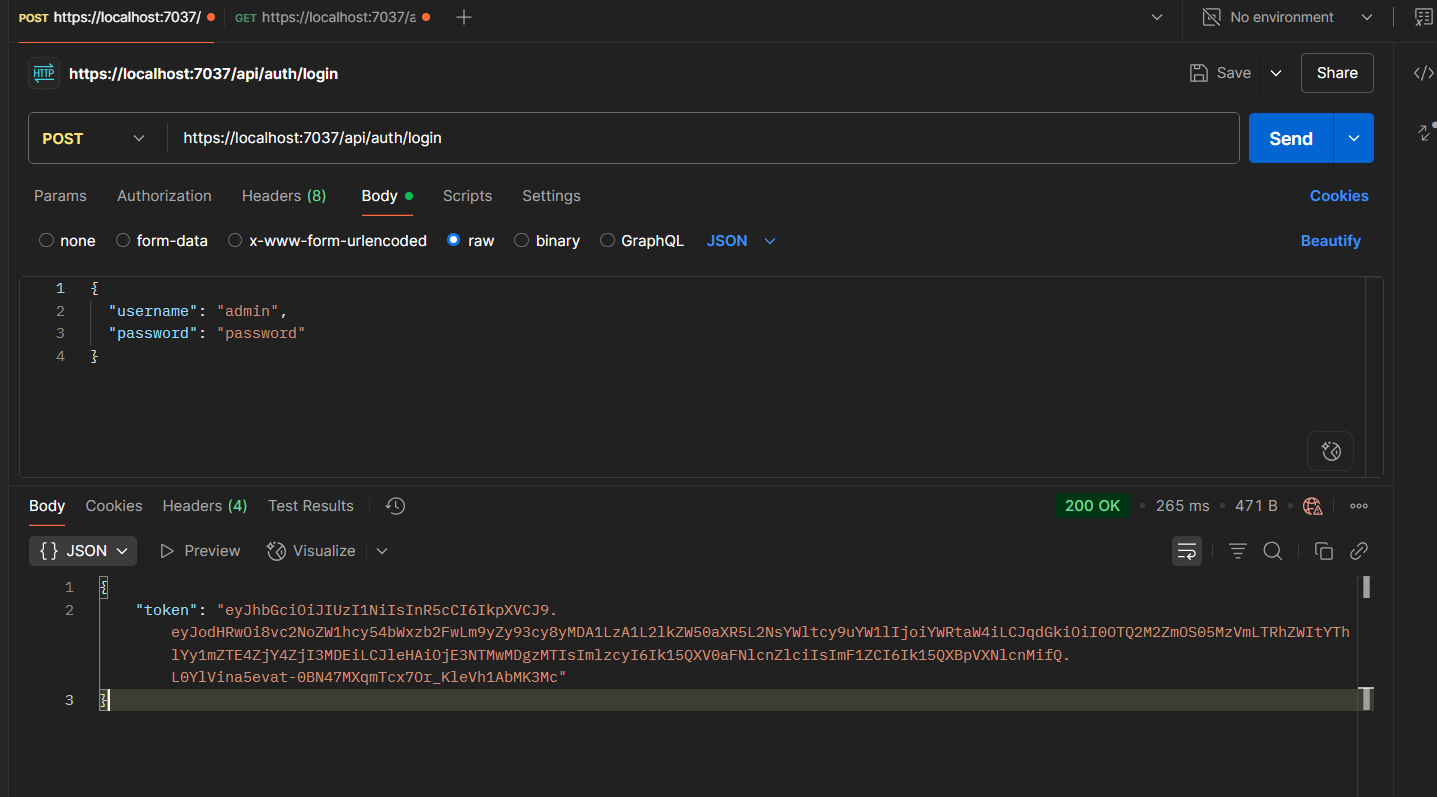 POST https://localhost:7037/
GET https://localhost:7037/a
No environment
HTTP https://localhost:7037/api/auth/login
Save
Share
POST https://localhost:7037/api/auth/login
Send
Params Authorization Headers (8) Body Scripts Settings
Cookies
none form-data x-www-form-urlencoded raw binary GraphQL JSON
Beautify
1 {
2 "username": "admin",
3 "password": "password"
4 }
Body Cookies Headers (4) Test Results
200 OK • 265 ms • 471 B
{} JSON Preview Visualize
1 {
2 "token": "eyJhbGciOiJIUzI1NiIsInR5cCI6IkpXVCJ9.
eyJodHRwOi8vc2NoZW1hcy54bWxzb2FwLm9yZy93cy8yMDA1LzA1L2lkZW50aXR5L2NsYWltcy9uYW1lIjoiYWRtaW4iLCJqdGkiOiI0OTQ2M2ZmOS05MzVmLTRhZWItYTh
lYy1mZTE4ZjY4ZjI3MDEiLCJleHAiOjE3NTMwMDgzMTIsImlzcyI6Ik15QXV0aFNlcnZlciIsImF1ZCI6Ik15QXBpVXNlcnMifQ.
L0YlVina5evat-0BN47MXqmTcx7Or_KleVh1AbMK3Mc"
3 }